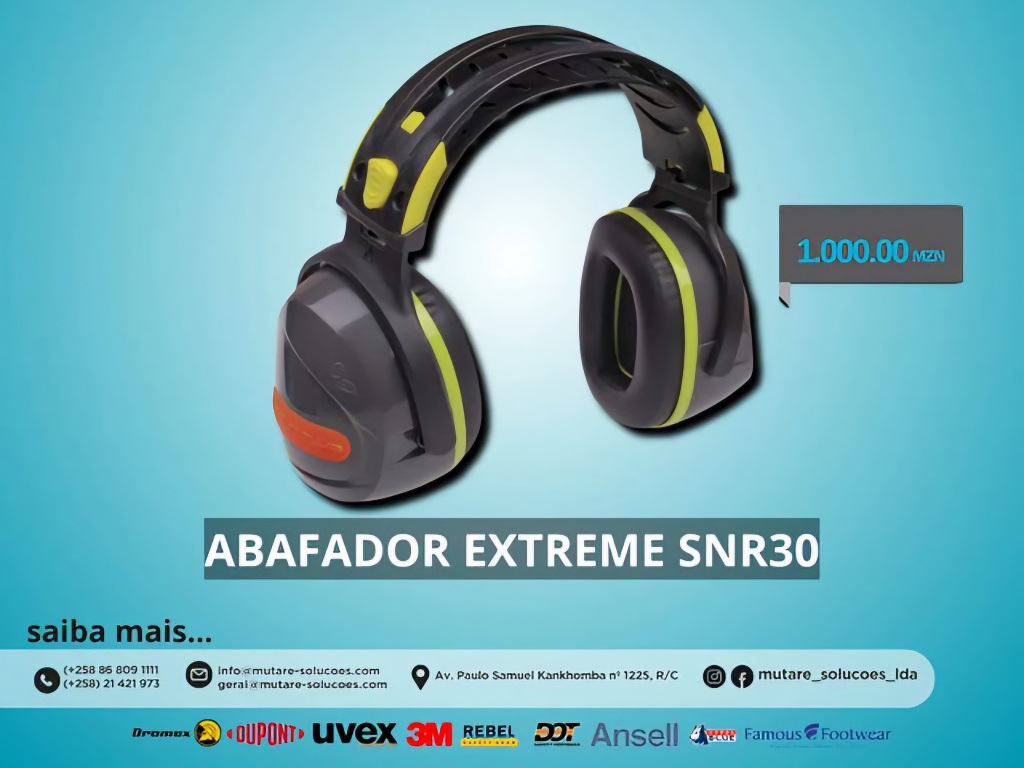 1.000.00 MZN
ABAFADOR EXTREME SNR30
saiba mais...
(+258 86 809 1111
(+258) 21 421 973
info@mutare-solucoes.com
geral@mutare-solucoes.com
Av. Paulo Samuel Kankhomba nº 1225, R/C
mutare_solucoes_lda
Dromex DUPONT uvex 3M REBEL DOT Ansell Famous Footwear